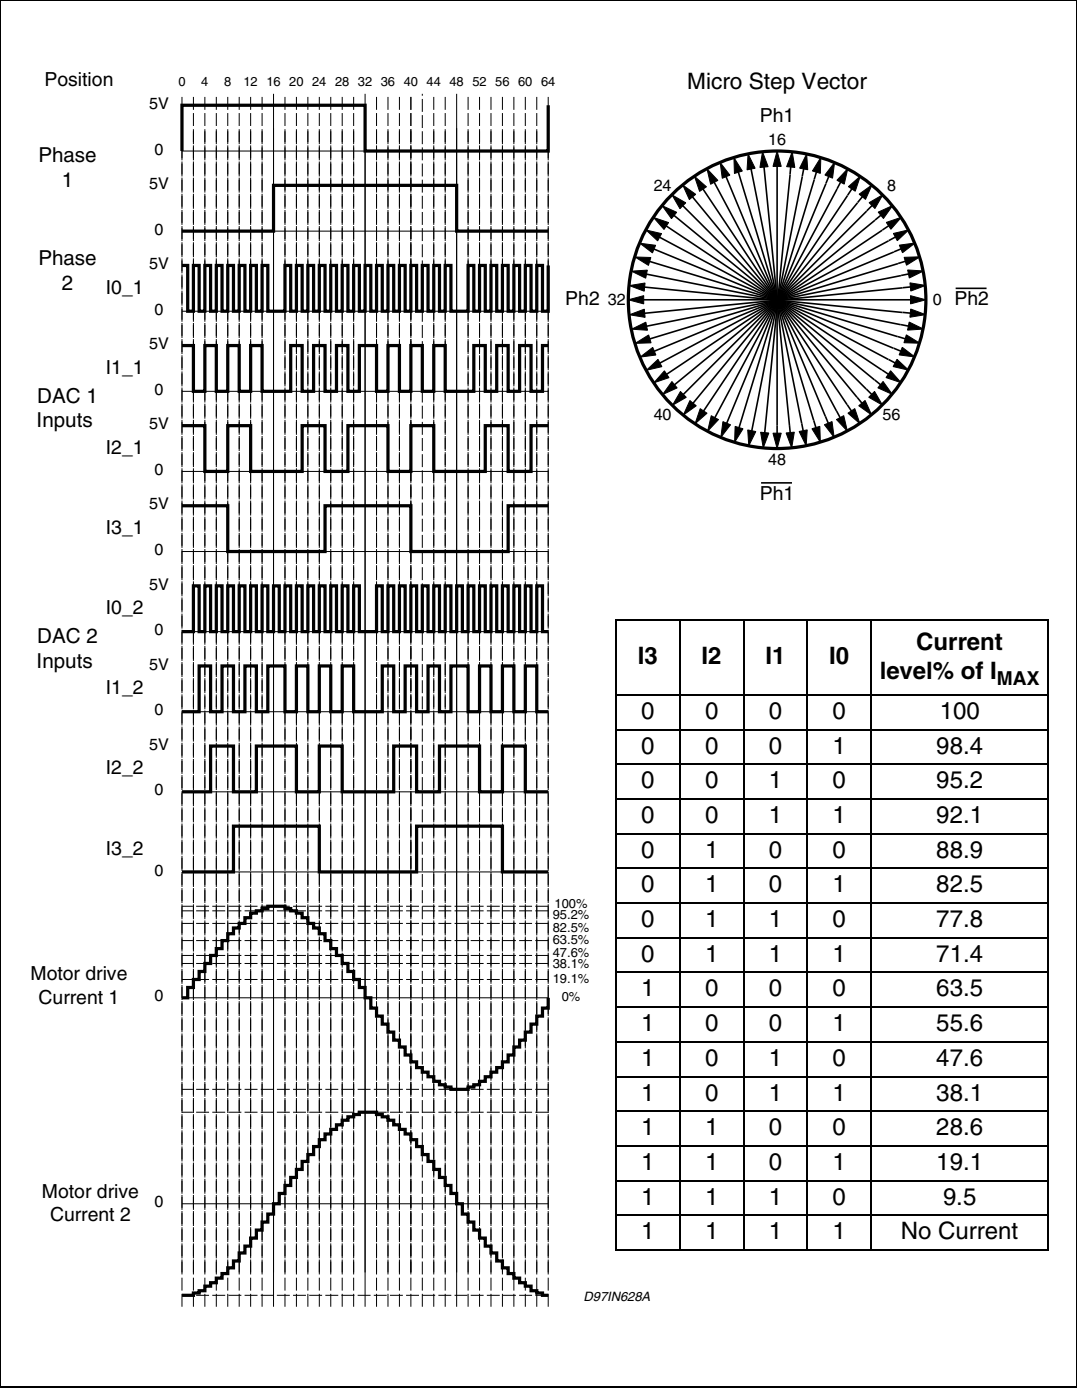 Position
0 4 8 12 16 20 24 28 32 36 40 44 48 52 56 60 64
5V
0
Phase
1
5V
0
Phase
2
I0_1
5V
0
I1_1
5V
0
DAC 1
Inputs
I2_1
5V
0
I3_1
5V
0
I0_2
5V
0
DAC 2
Inputs
I1_2
5V
0
I2_2
5V
0
I3_2
0
100%
95.2%
82.5%
63.5%
47.6%
38.1%
19.1%
0%
Motor drive
Current 1
0
Motor drive
Current 2
0
Micro Step Vector
Ph1
16
24
8
Ph2 32
0 P̅h̅2̅
40
56
48
P̅h̅1̅
I3 I2 I1 I0 Current level% of IMAX
0 0 0 0 100
0 0 0 1 98.4
0 0 1 0 95.2
0 0 1 1 92.1
0 1 0 0 88.9
0 1 0 1 82.5
0 1 1 0 77.8
0 1 1 1 71.4
1 0 0 0 63.5
1 0 0 1 55.6
1 0 1 0 47.6
1 0 1 1 38.1
1 1 0 0 28.6
1 1 0 1 19.1
1 1 1 0 9.5
1 1 1 1 No Current
D97IN628A